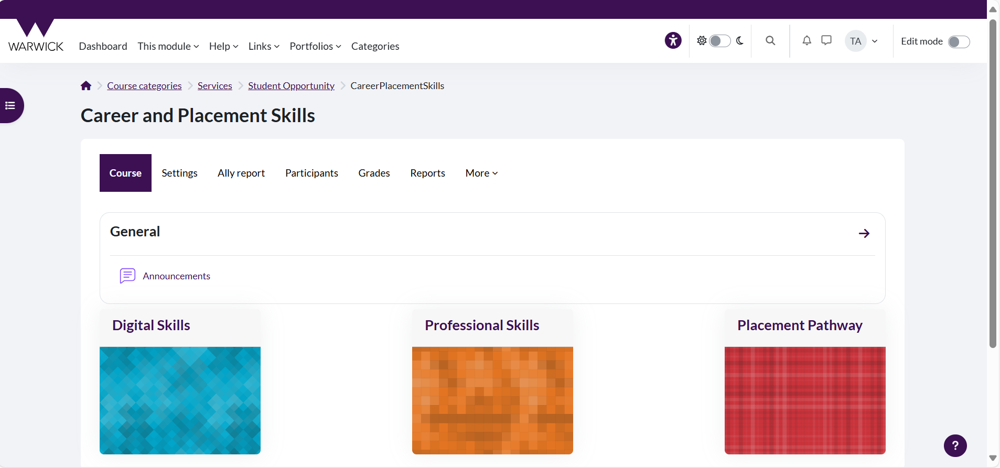 WARWICK
Dashboard This module Help Links Portfolios Categories
TA
Edit mode
Course categories Services Student Opportunity CareerPlacementSkills
Career and Placement Skills
Course Settings Ally report Participants Grades Reports More
General
Announcements
Digital Skills
Professional Skills
Placement Pathway
?